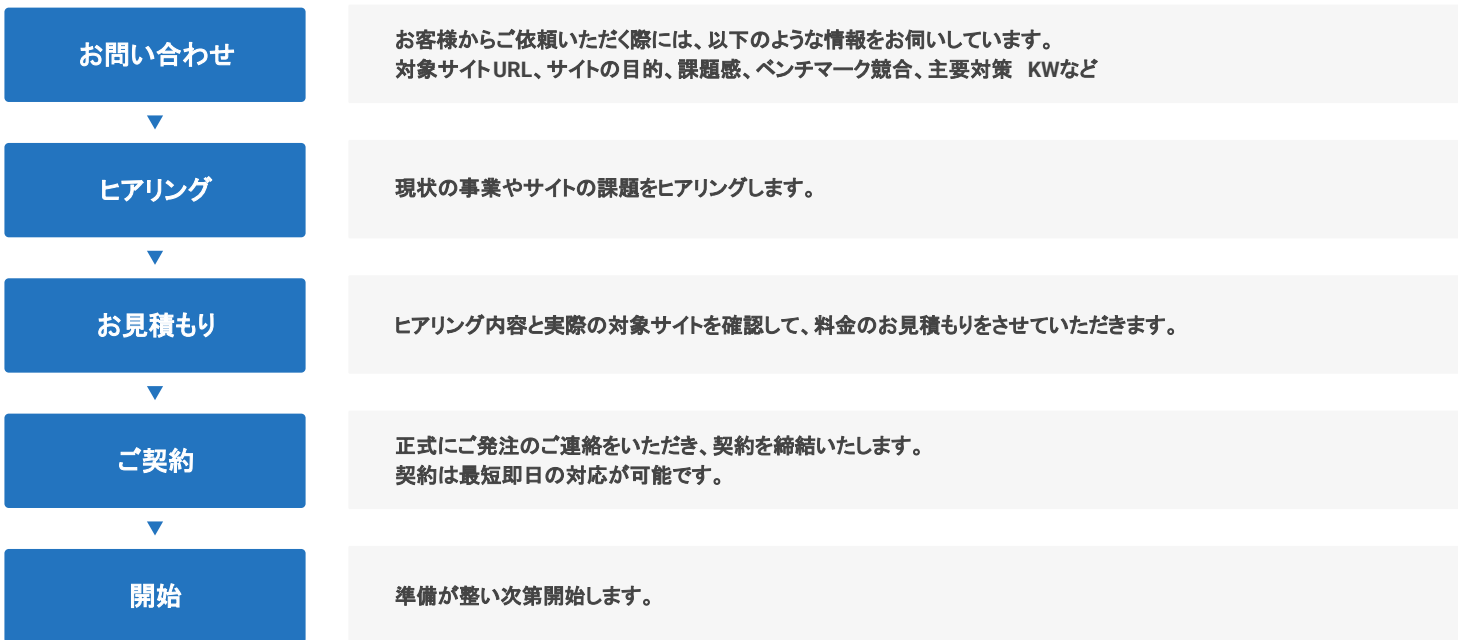 お問い合わせ
お客様からご依頼いただく際には、以下のような情報をお伺いしています。
対象サイトURL、サイトの目的、課題感、ベンチマーク競合、主要対策　KWなど
▼
ヒアリング
現状の事業やサイトの課題をヒアリングします。
▼
お見積もり
ヒアリング内容と実際の対象サイトを確認して、料金のお見積もりをさせていただきます。
▼
ご契約
正式にご発注のご連絡をいただき、契約を締結いたします。
契約は最短即日の対応が可能です。
▼
開始
準備が整い次第開始します。